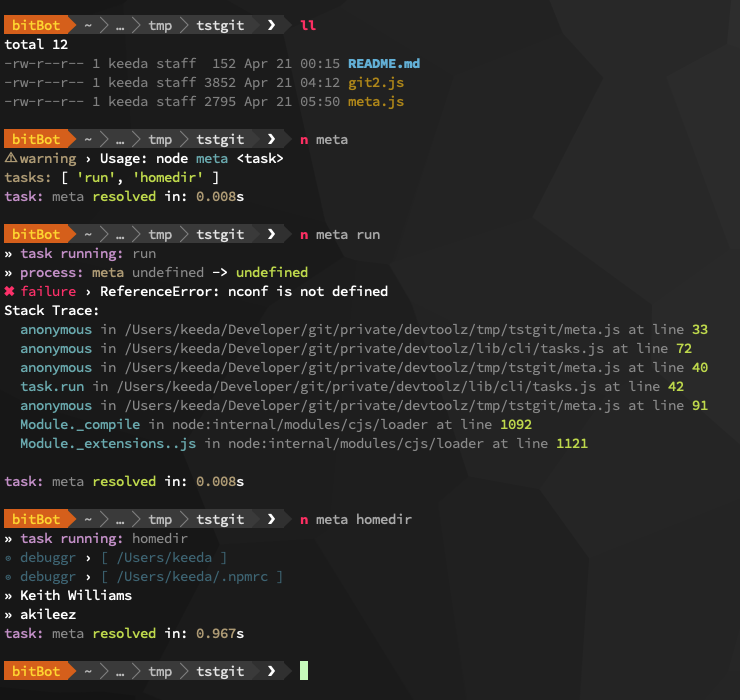 bitBot ~ … tmp tstgit ❯ ll
total 12
-rw-r--r-- 1 keeda staff  152 Apr 21 00:15 README.md
-rw-r--r-- 1 keeda staff 3852 Apr 21 04:12 git2.js
-rw-r--r-- 1 keeda staff 2795 Apr 21 05:50 meta.js
bitBot ~ … tmp tstgit ❯ n meta
⚠warning › Usage: node meta <task>
tasks: [ 'run', 'homedir' ]
task: meta resolved in: 0.008s
bitBot ~ … tmp tstgit ❯ n meta run
» task running: run
» process: meta undefined -> undefined
✖ failure › ReferenceError: nconf is not defined
Stack Trace:
  anonymous in /Users/keeda/Developer/git/private/devtoolz/tmp/tstgit/meta.js at line 33
  anonymous in /Users/keeda/Developer/git/private/devtoolz/lib/cli/tasks.js at line 72
  anonymous in /Users/keeda/Developer/git/private/devtoolz/tmp/tstgit/meta.js at line 40
  task.run in /Users/keeda/Developer/git/private/devtoolz/lib/cli/tasks.js at line 42
  anonymous in /Users/keeda/Developer/git/private/devtoolz/tmp/tstgit/meta.js at line 91
  Module._compile in node:internal/modules/cjs/loader at line 1092
  Module._extensions..js in node:internal/modules/cjs/loader at line 1121
task: meta resolved in: 0.008s
bitBot ~ … tmp tstgit ❯ n meta homedir
» task running: homedir
• debuggr › [ /Users/keeda ]
• debuggr › [ /Users/keeda/.npmrc ]
» Keith Williams
» akileez
task: meta resolved in: 0.967s
bitBot ~ … tmp tstgit ❯